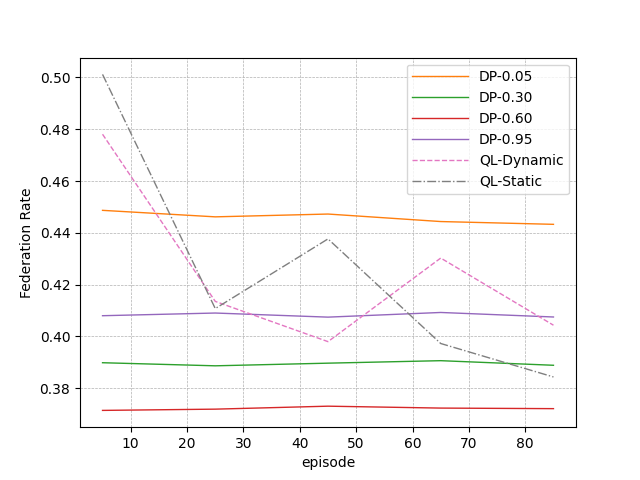 0.50
0.48
0.46
0.44
0.42
0.40
0.38
Federation Rate
10 20 30 40 50 60 70 80
episode
DP-0.05
DP-0.30
DP-0.60
DP-0.95
QL-Dynamic
QL-Static